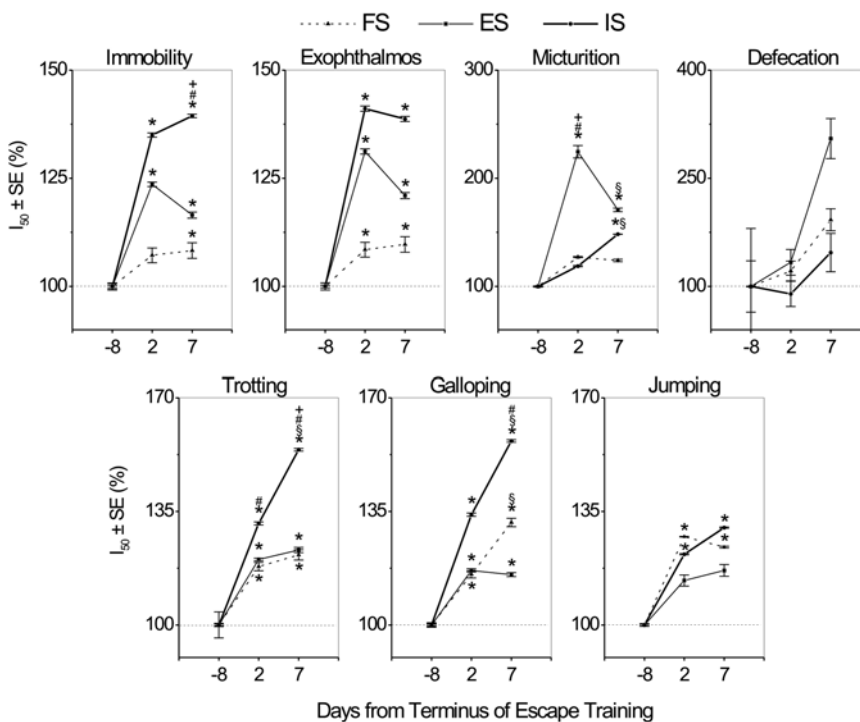 FS ES IS
Immobility Exophthalmos Micturition Defecation
150 150 300 400
125 125 200 250
100 100 100 100
I50 ± SE (%)
* * + # * * * * * * * * * * + # * § * * §
-8 2 7 -8 2 7 -8 2 7 -8 2 7
Trotting Galloping Jumping
170 170 170
135 135 135
100 100 100
I50 ± SE (%)
# * * * + # § * * * * * * # § * § * * * * * *
-8 2 7 -8 2 7 -8 2 7
Days from Terminus of Escape Training